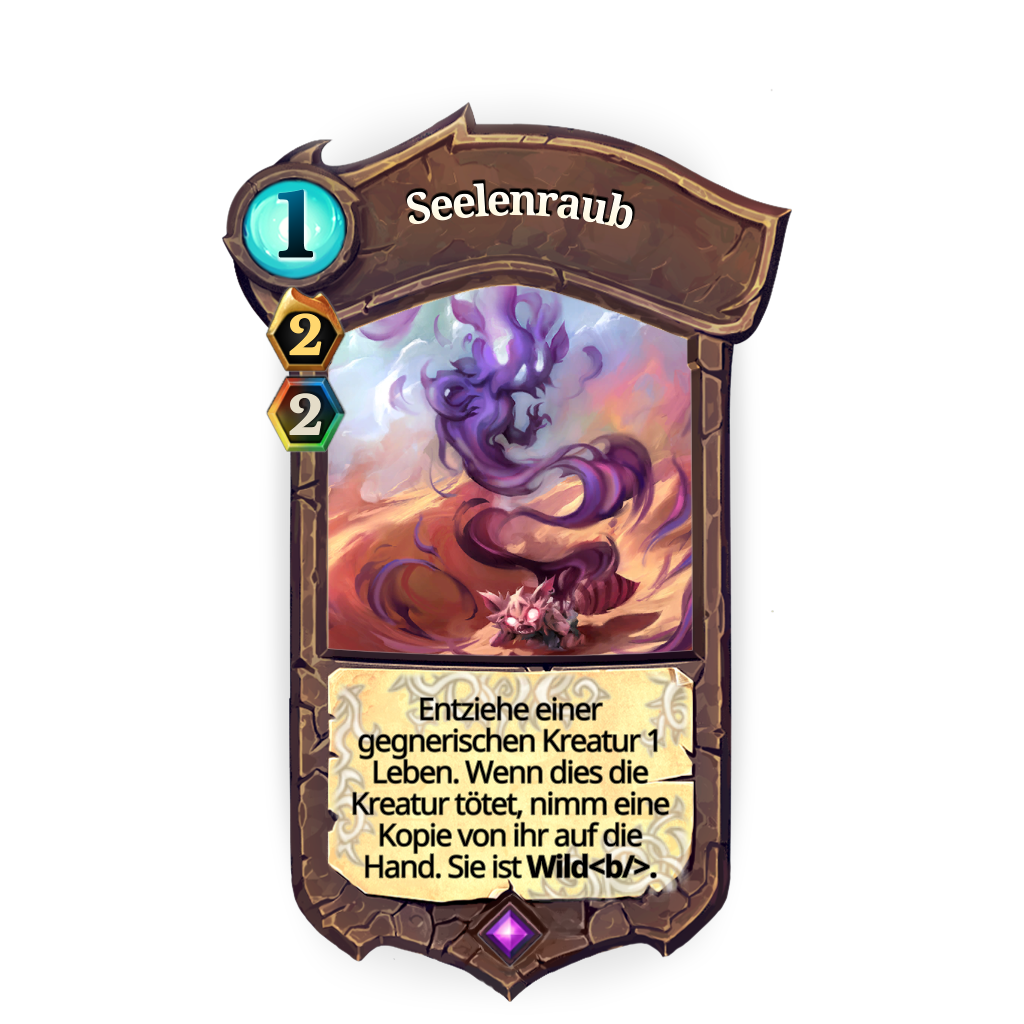 Seelenraub
1
2
2
Entziehe einer
gegnerischen Kreatur 1
Leben. Wenn dies die
Kreatur tötet, nimm eine
Kopie von ihr auf die
Hand. Sie ist Wild<b/>.